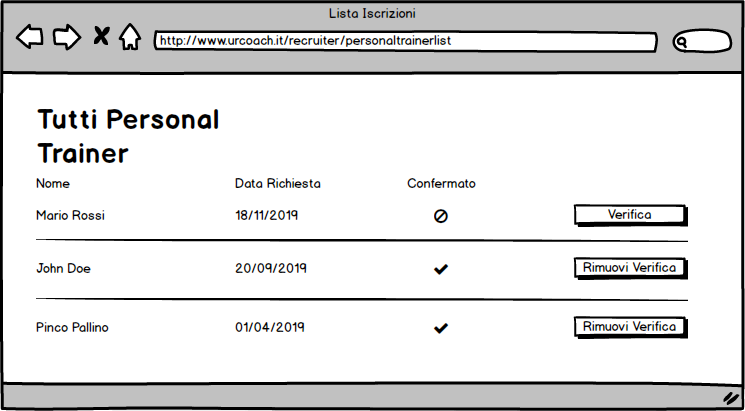 Lista Iscrizioni
http://www.urcoach.it/recruiter/personaltrainerlist
Tutti Personal
Trainer
Nome Data Richiesta Confermato
Mario Rossi 18/11/2019 Verifica
John Doe 20/09/2019 Rimuovi Verifica
Pinco Pallino 01/04/2019 Rimuovi Verifica